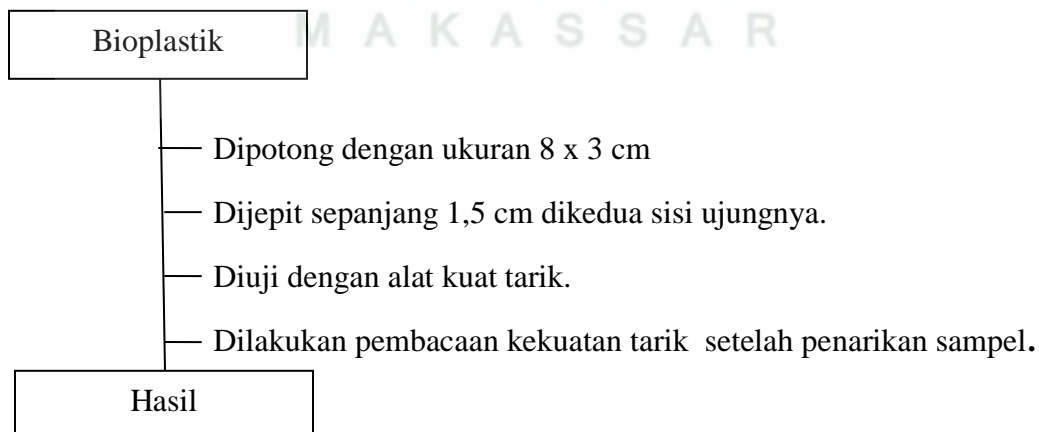 MAKASSAR
Bioplastik
Dipotong dengan ukuran 8 x 3 cm
Dijepit sepanjang 1,5 cm dikedua sisi ujungnya.
Diuji dengan alat kuat tarik.
Dilakukan pembacaan kekuatan tarik  setelah penarikan sampel.
Hasil